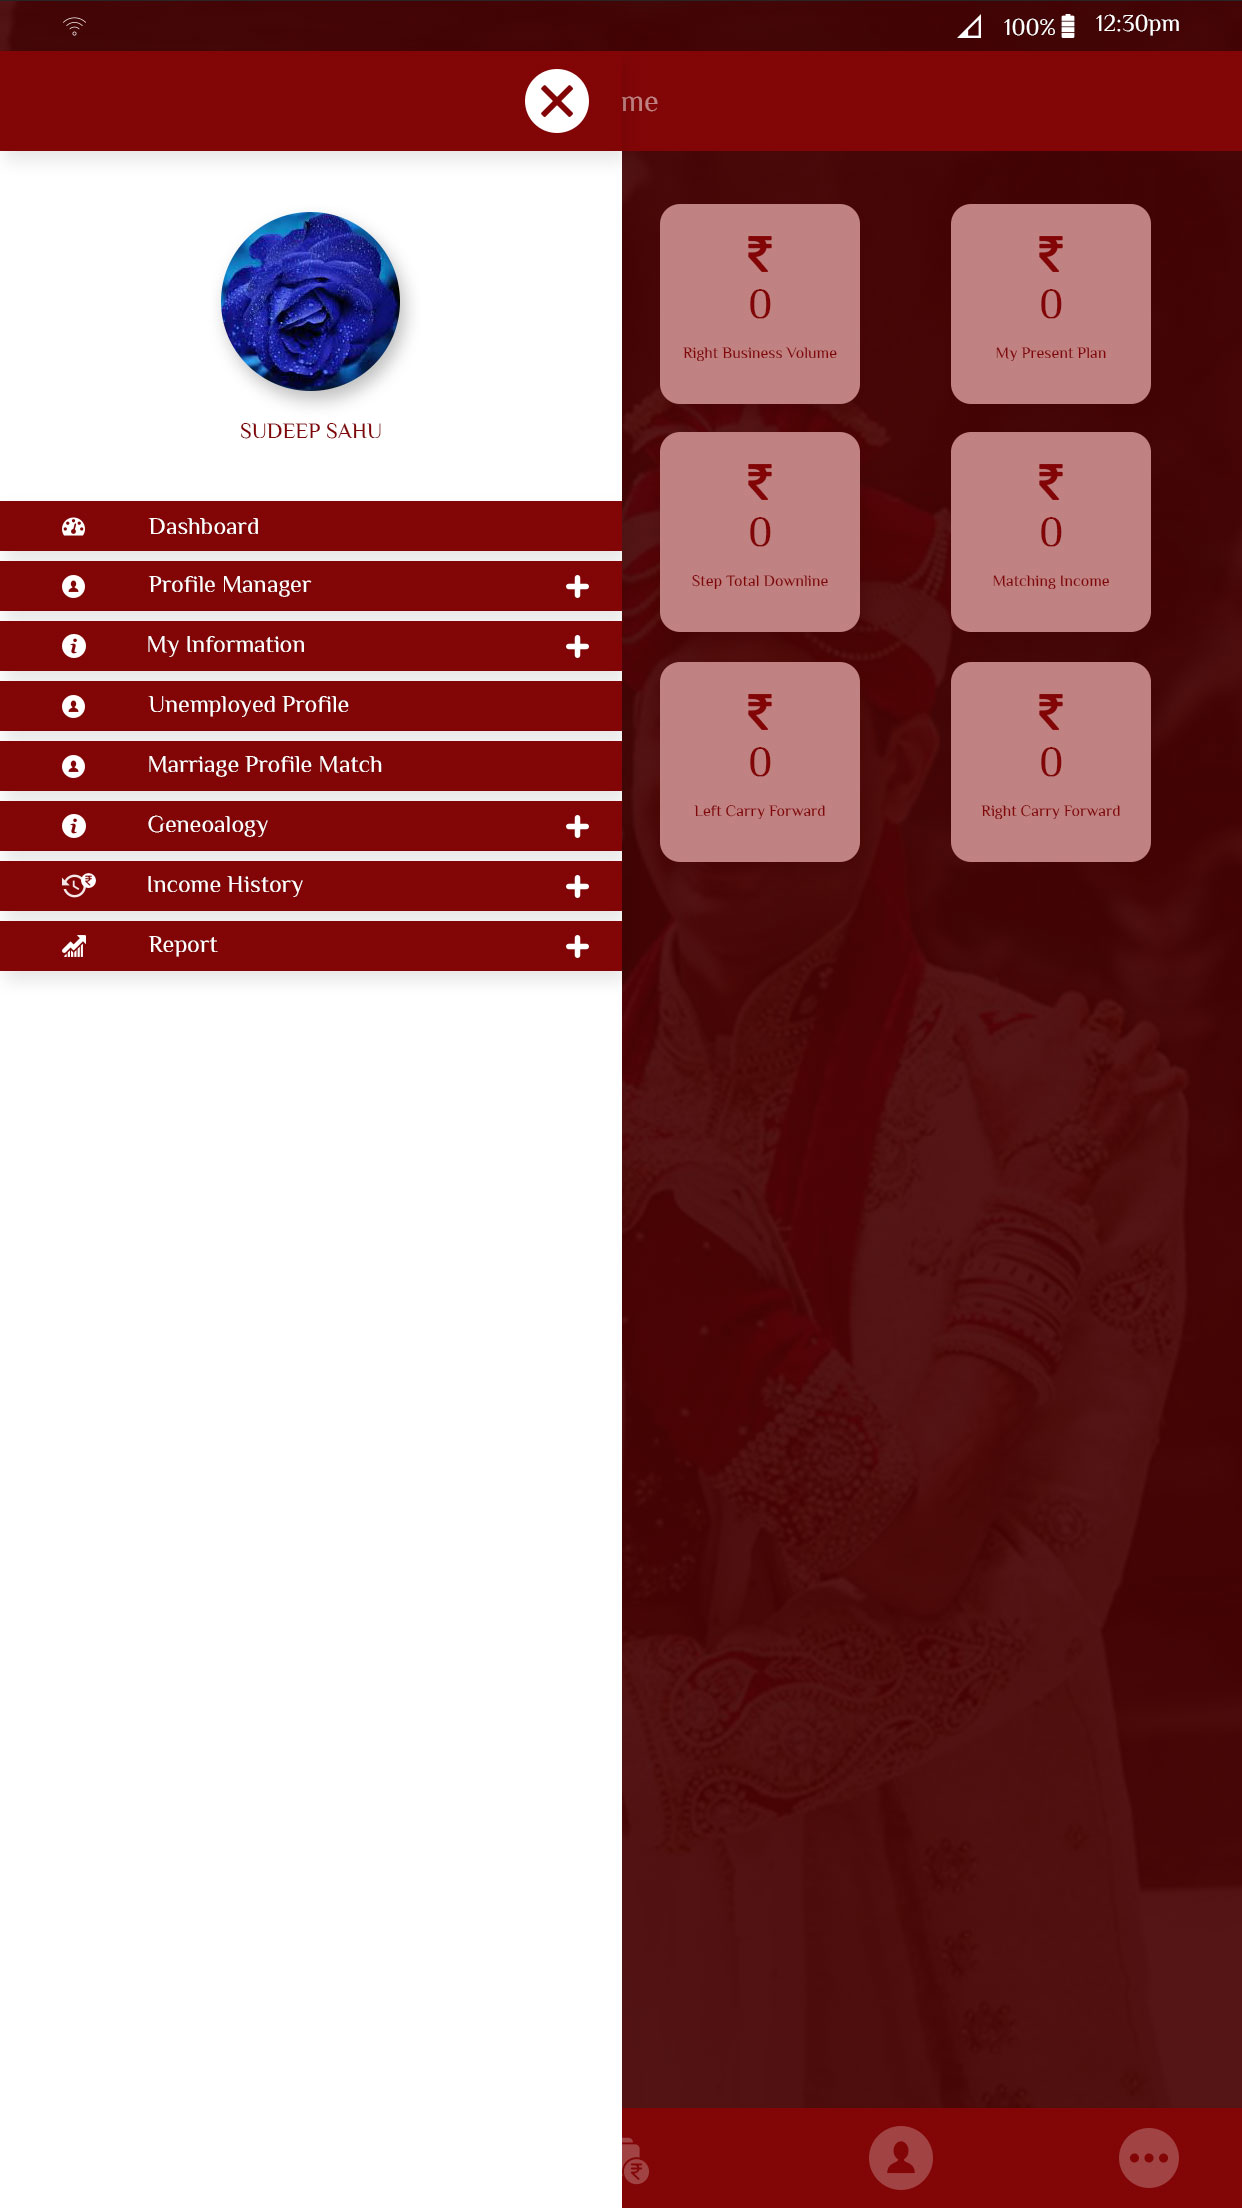 100%
12:30pm
me
SUDEEP SAHU
Dashboard
Profile Manager
My Information
Unemployed Profile
Marriage Profile Match
Geneoalogy
Income History
Report
₹
0
Right Business Volume
₹
0
My Present Plan
₹
0
Step Total Downline
₹
0
Matching Income
₹
0
Left Carry Forward
₹
0
Right Carry Forward